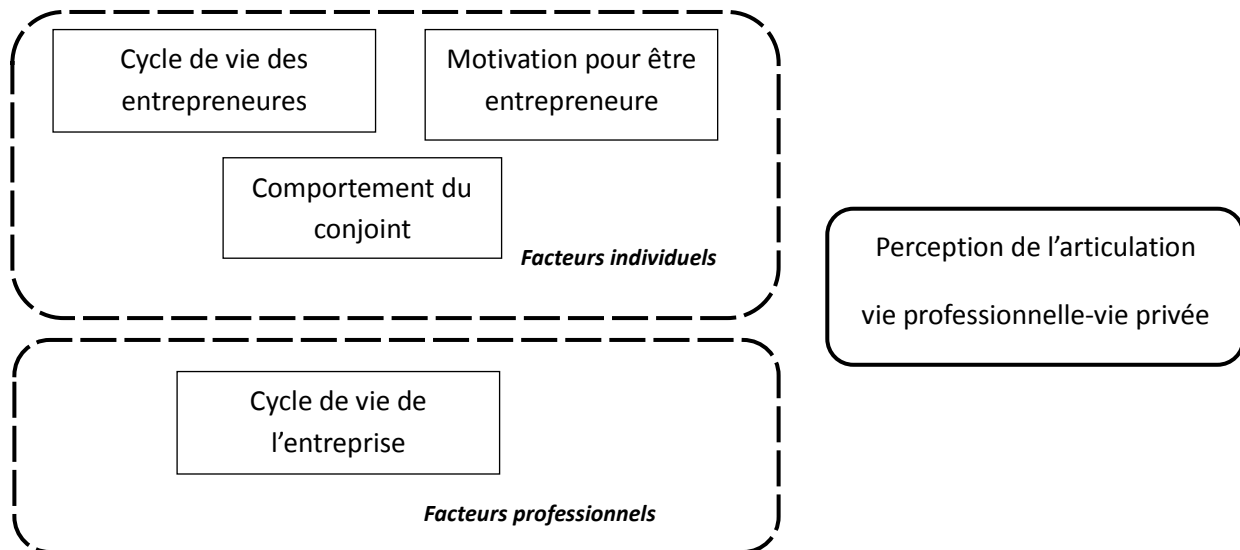 Cycle de vie des
entrepreneures
Motivation pour être
entrepreneure
Comportement du
conjoint
Facteurs individuels
Perception de l’articulation
vie professionnelle-vie privée
Cycle de vie de
l’entreprise
Facteurs professionnels